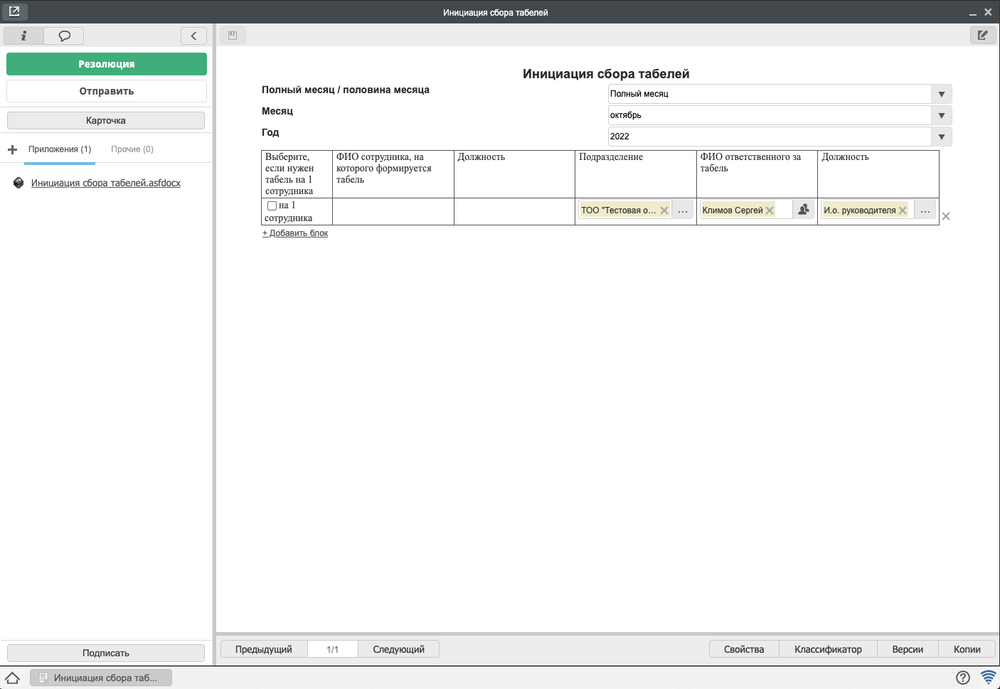 Инициация сбора табелей
Резолюция
Отправить
Карточка
Приложения (1) Прочие (0)
Инициация сбора табелей.asfdocx
Подписать
Инициация сбора табелей
Полный месяц / половина месяца
Полный месяц
Месяц
октябрь
Год
2022
Выберите, если нужен табель на 1 сотрудника
ФИО сотрудника, на которого формируется табель
Должность
Подразделение
ФИО ответственного за табель
Должность
на 1 сотрудника
ТОО "Тестовая о...
Климов Сергей
И.о. руководителя
+ Добавить блок
Предыдущий 1/1 Следующий
Свойства Классификатор Версии Копии
Инициация сбора таб...